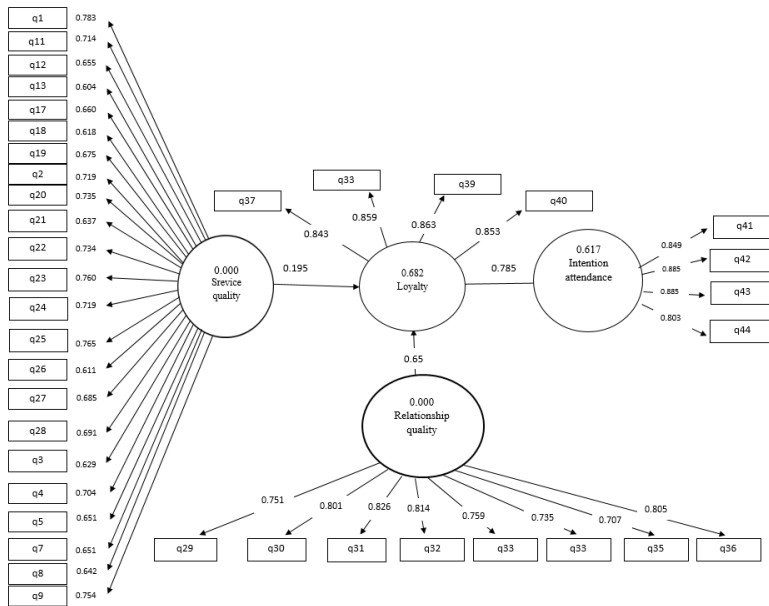 q1 0.783
q11 0.714
q12 0.655
q13 0.604
q17 0.660
q18 0.618
q19 0.675
q2 0.719
q20 0.735
q21 0.637
q22 0.734
q23 0.760
q24 0.719
q25 0.765
q26 0.611
q27 0.685
q28 0.691
q3 0.629
q4 0.704
q5 0.651
q7 0.651
q8 0.642
q9 0.754
0.000
Srevice
quality
0.195
q37
q33
q39
q40
0.843
0.859
0.863
0.853
0.682
Loyalty
0.785
0.617
Intention
attendance
0.849
0.885
0.885
0.803
q41
q42
q43
q44
0.65
0.000
Relationship
quality
0.751
0.801
0.826
0.814
0.759
0.735
0.707
0.805
q29
q30
q31
q32
q33
q33
q35
q36